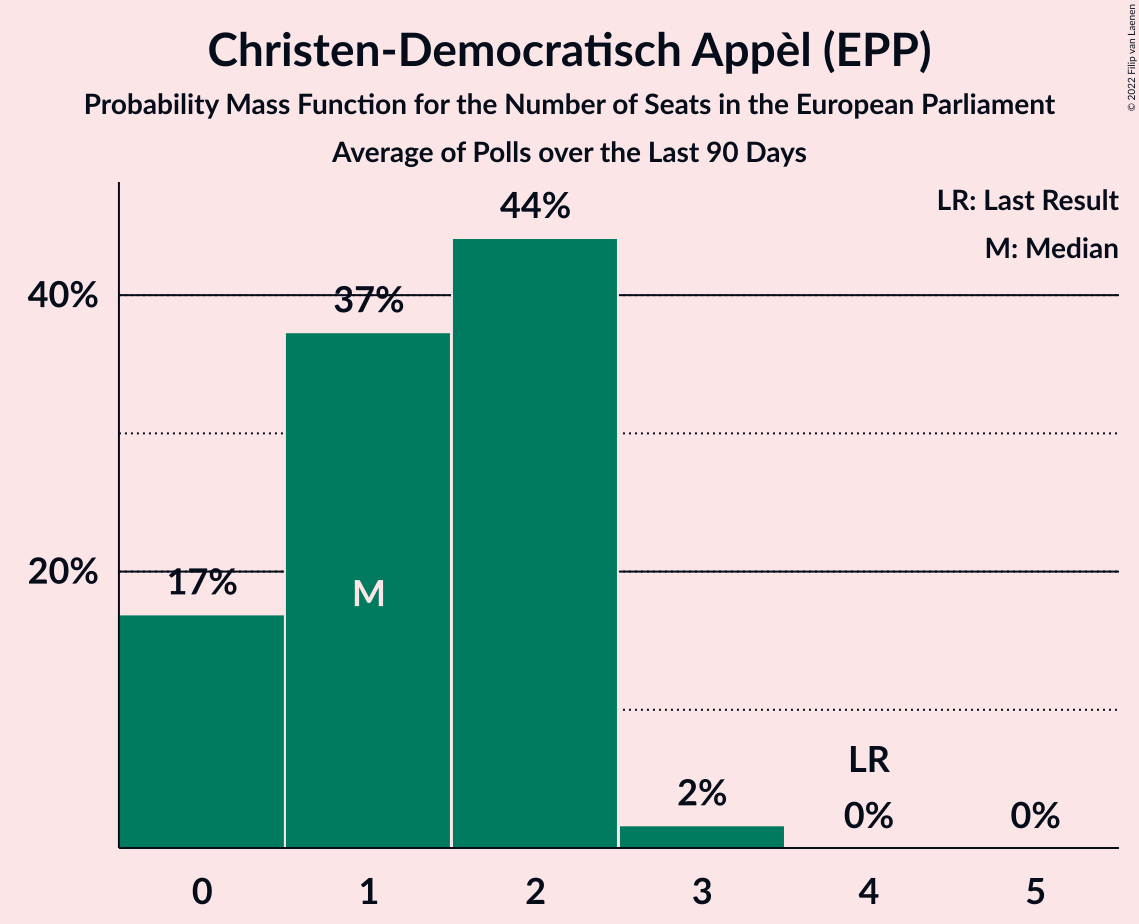 Christen-Democratisch Appèl (EPP)
Probability Mass Function for the Number of Seats in the European Parliament
Average of Polls over the Last 90 Days
© 2022 Filip van Laenen
LR: Last Result
M: Median
44%
40%
37%
20%
17%
M
LR
2%
0%
0%
0 1 2 3 4 5